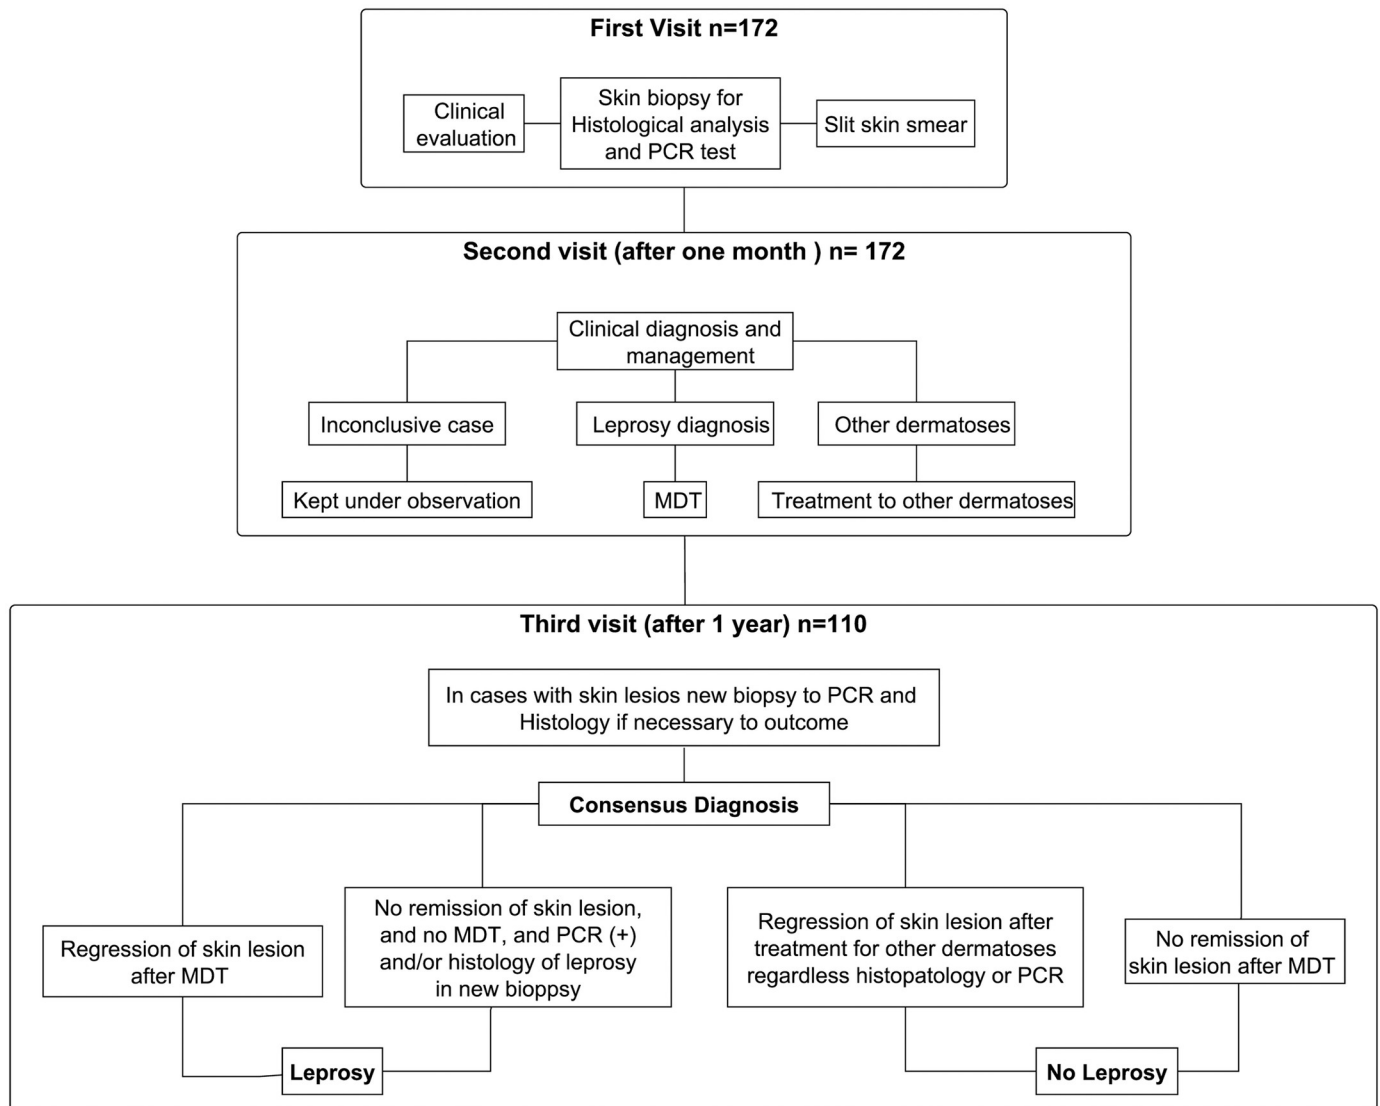 First Visit n=172
Clinical
evaluation
Skin biopsy for
Histological analysis
and PCR test
Slit skin smear
Second visit (after one month ) n= 172
Clinical diagnosis and
management
Inconclusive case
Leprosy diagnosis
Other dermatoses
Kept under observation
MDT
Treatment to other dermatoses
Third visit (after 1 year) n=110
In cases with skin lesios new biopsy to PCR and
Histology if necessary to outcome
Consensus Diagnosis
Regression of skin lesion
after MDT
No remission of skin lesion,
and no MDT, and PCR (+)
and/or histology of leprosy
in new bioppsy
Regression of skin lesion after
treatment for other dermatoses
regardless histopatology or PCR
No remission of
skin lesion after MDT
Leprosy
No Leprosy